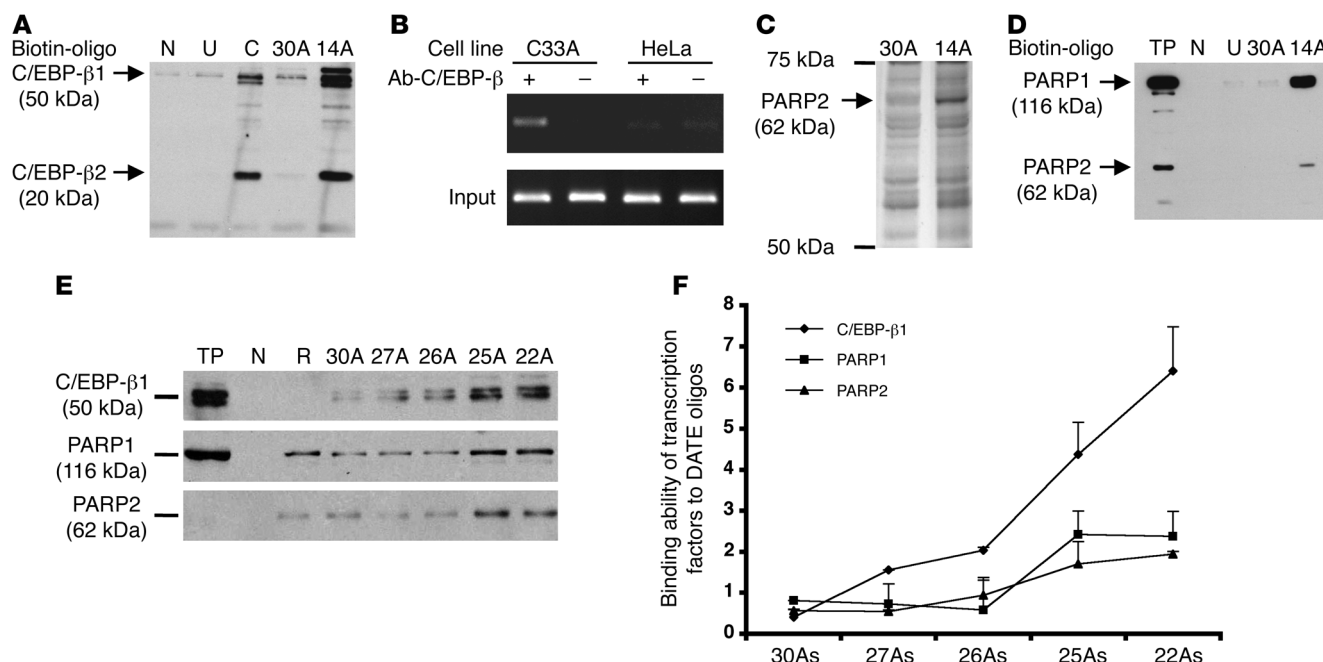 A
Biotin-oligo N U C 30A 14A
C/EBP-β1
(50 kDa)
C/EBP-β2
(20 kDa)
B
Cell line C33A HeLa
Ab-C/EBP-β + − + −
Input
C
30A 14A
75 kDa
PARP2
(62 kDa)
50 kDa
D
Biotin-oligo TP N U 30A 14A
PARP1
(116 kDa)
PARP2
(62 kDa)
E
TP N R 30A 27A 26A 25A 22A
C/EBP-β1
(50 kDa)
PARP1
(116 kDa)
PARP2
(62 kDa)
F
Binding ability of transcription
factors to DATE oligos
8
7
6
5
4
3
2
1
0
C/EBP-β1
PARP1
PARP2
30As 27As 26As 25As 22As